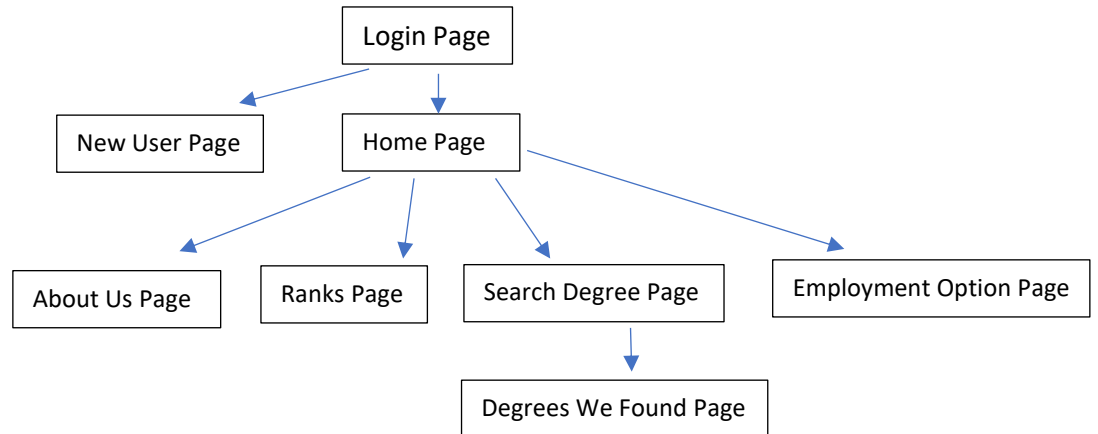 Login Page
New User Page
Home Page
About Us Page
Ranks Page
Search Degree Page
Employment Option Page
Degrees We Found Page